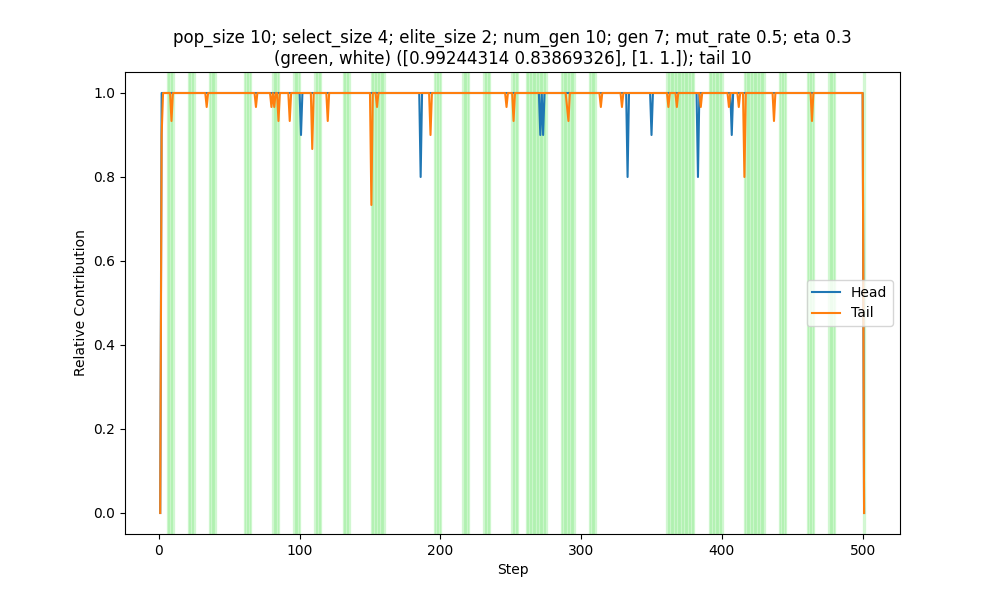 pop_size 10; select_size 4; elite_size 2; num_gen 10; gen 7; mut_rate 0.5; eta 0.3
(green, white) ([0.99244314 0.83869326], [1. 1.]); tail 10
1.0
0.8
0.6
0.4
0.2
0.0
Relative Contribution
Head
Tail
0
100
200
300
400
500
Step